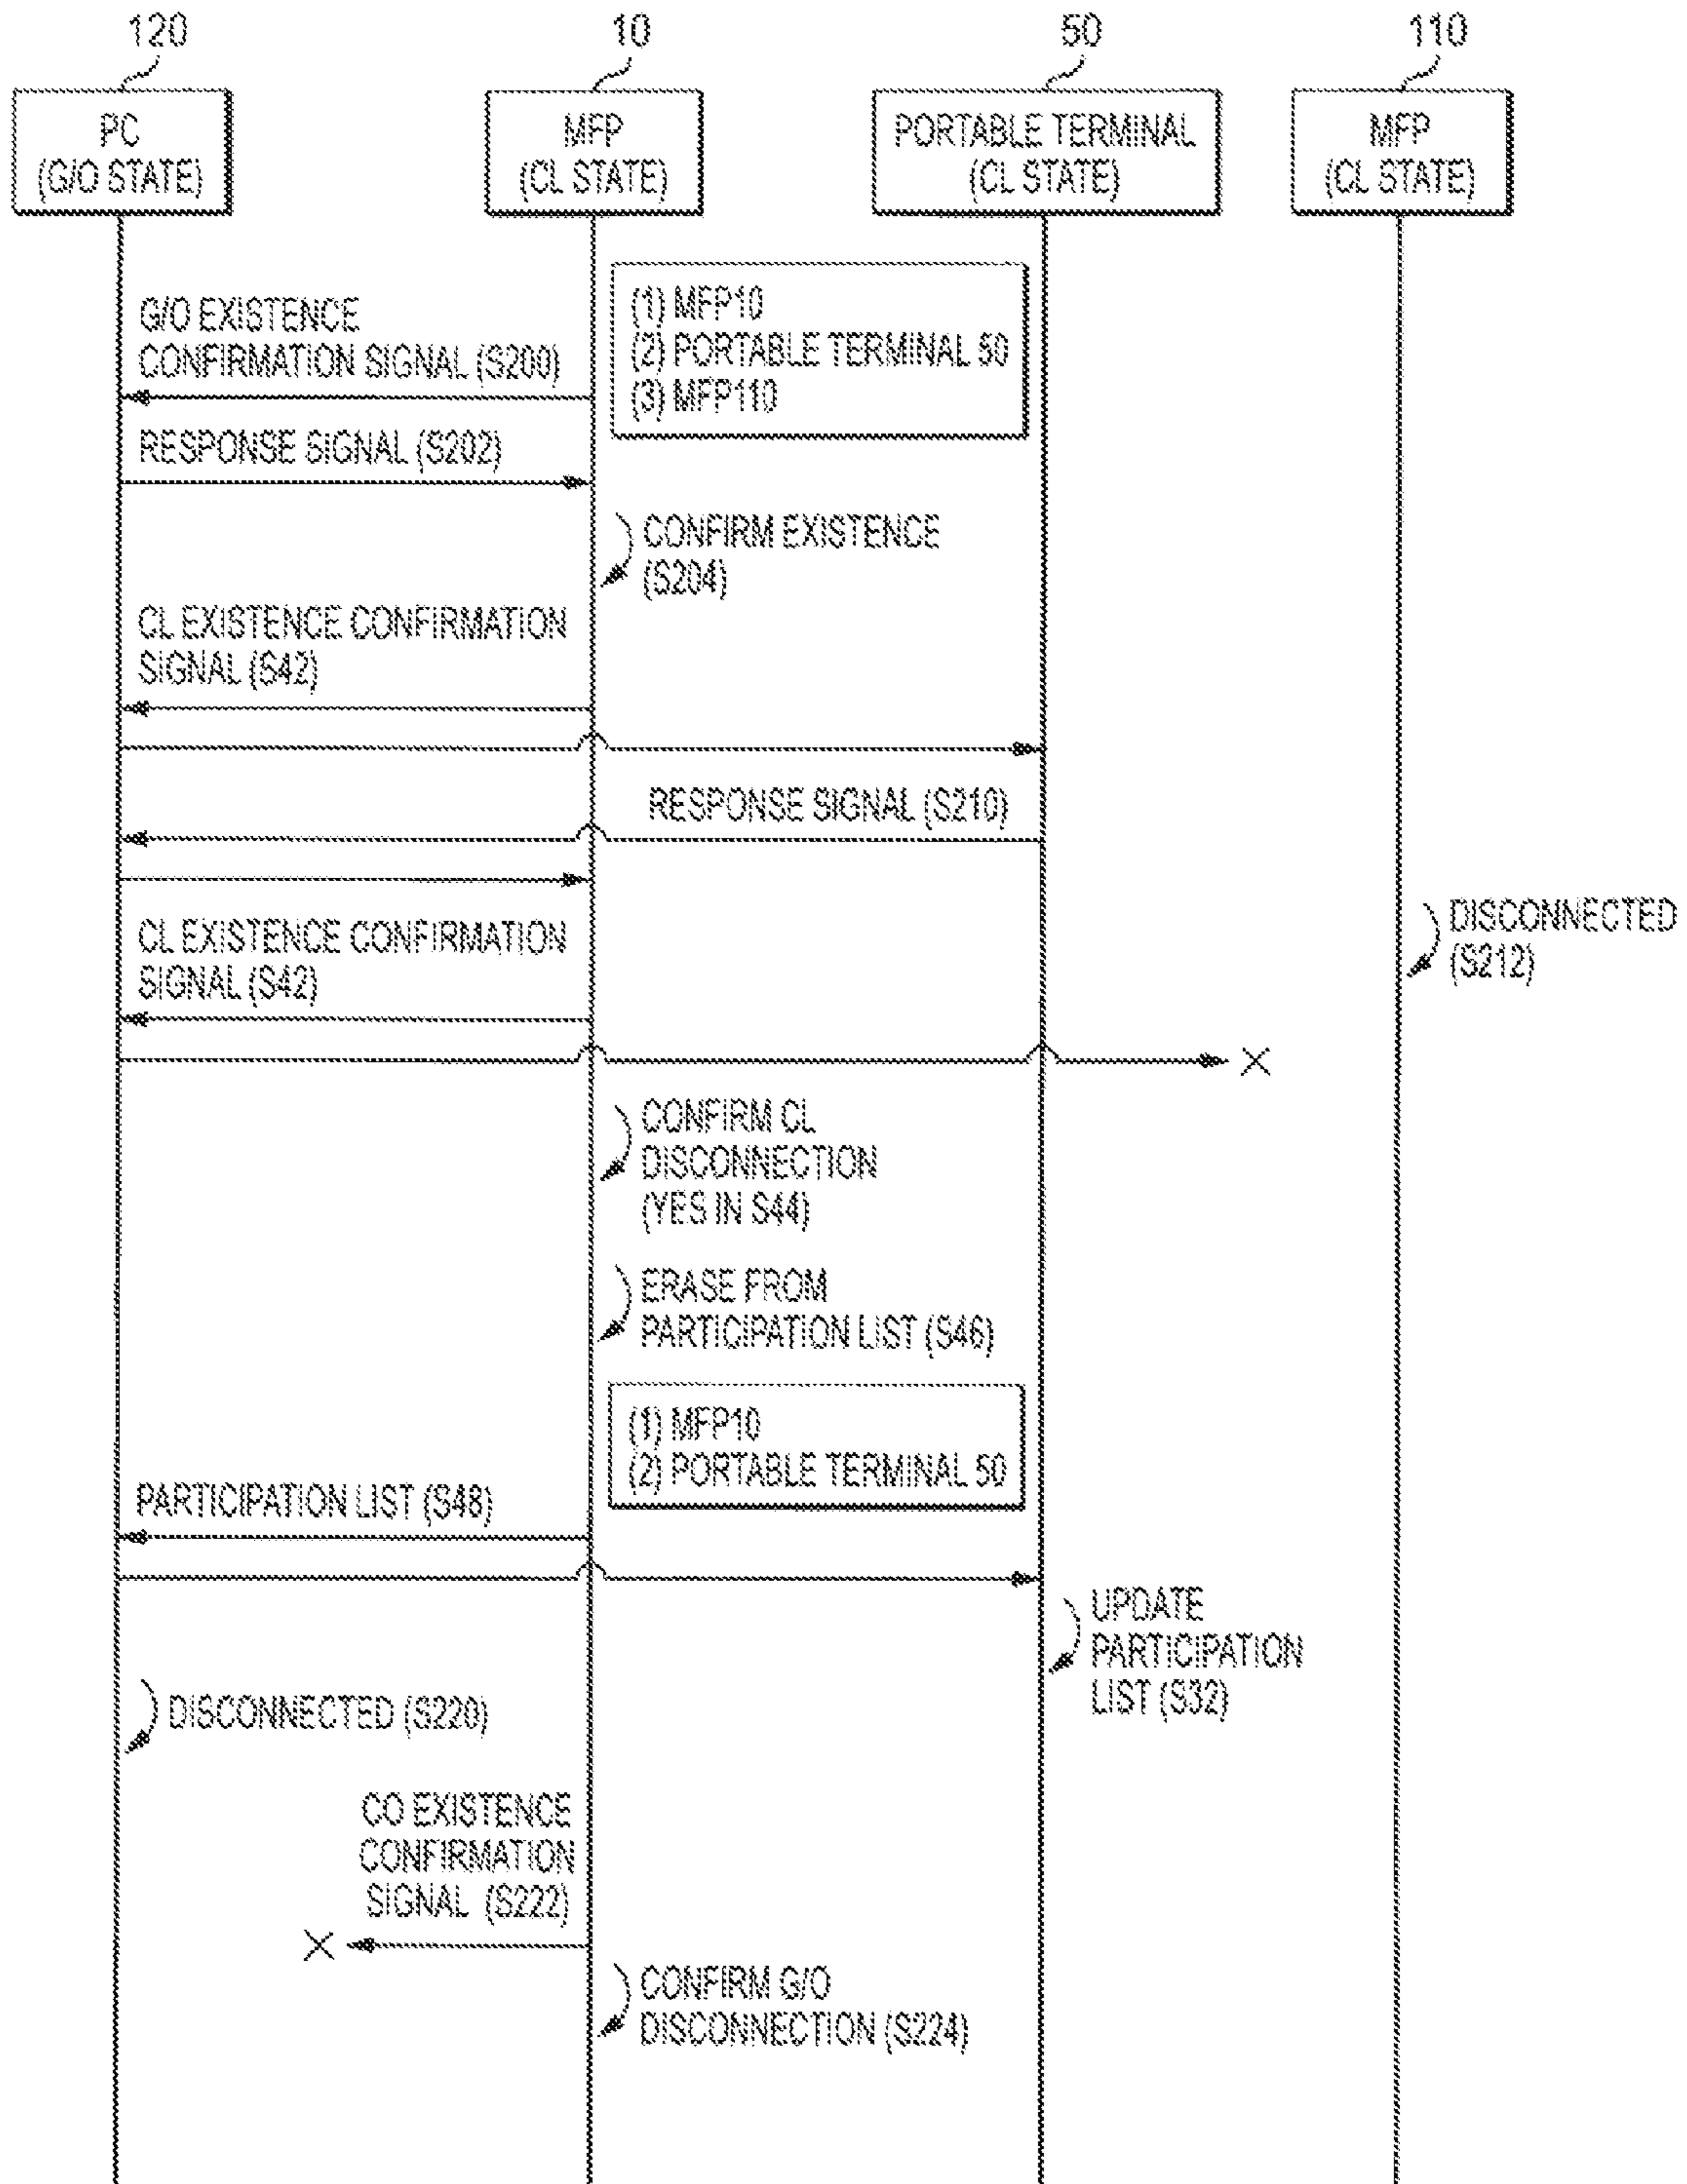 120
10
50
110
PC
(G/O STATE)
MFP
(CL STATE)
PORTABLE TERMINAL
(CL STATE)
MFP
(CL STATE)
G/O EXISTENCE
CONFIRMATION SIGNAL (S200)
(1) MFP10
(2) PORTABLE TERMINAL 50
(3) MFP110
RESPONSE SIGNAL (S202)
CONFIRM EXISTENCE
(S204)
CL EXISTENCE CONFIRMATION
SIGNAL (S42)
RESPONSE SIGNAL (S210)
DISCONNECTED
(S212)
CL EXISTENCE CONFIRMATION
SIGNAL (S42)
CONFIRM CL
DISCONNECTION
(YES IN S44)
ERASE FROM
PARTICIPATION LIST (S46)
(1) MFP10
(2) PORTABLE TERMINAL 50
PARTICIPATION LIST (S48)
UPDATE
PARTICIPATION
LIST (S32)
DISCONNECTED (S220)
CO EXISTENCE
CONFIRMATION
SIGNAL (S222)
CONFIRM G/O
DISCONNECTION (S224)